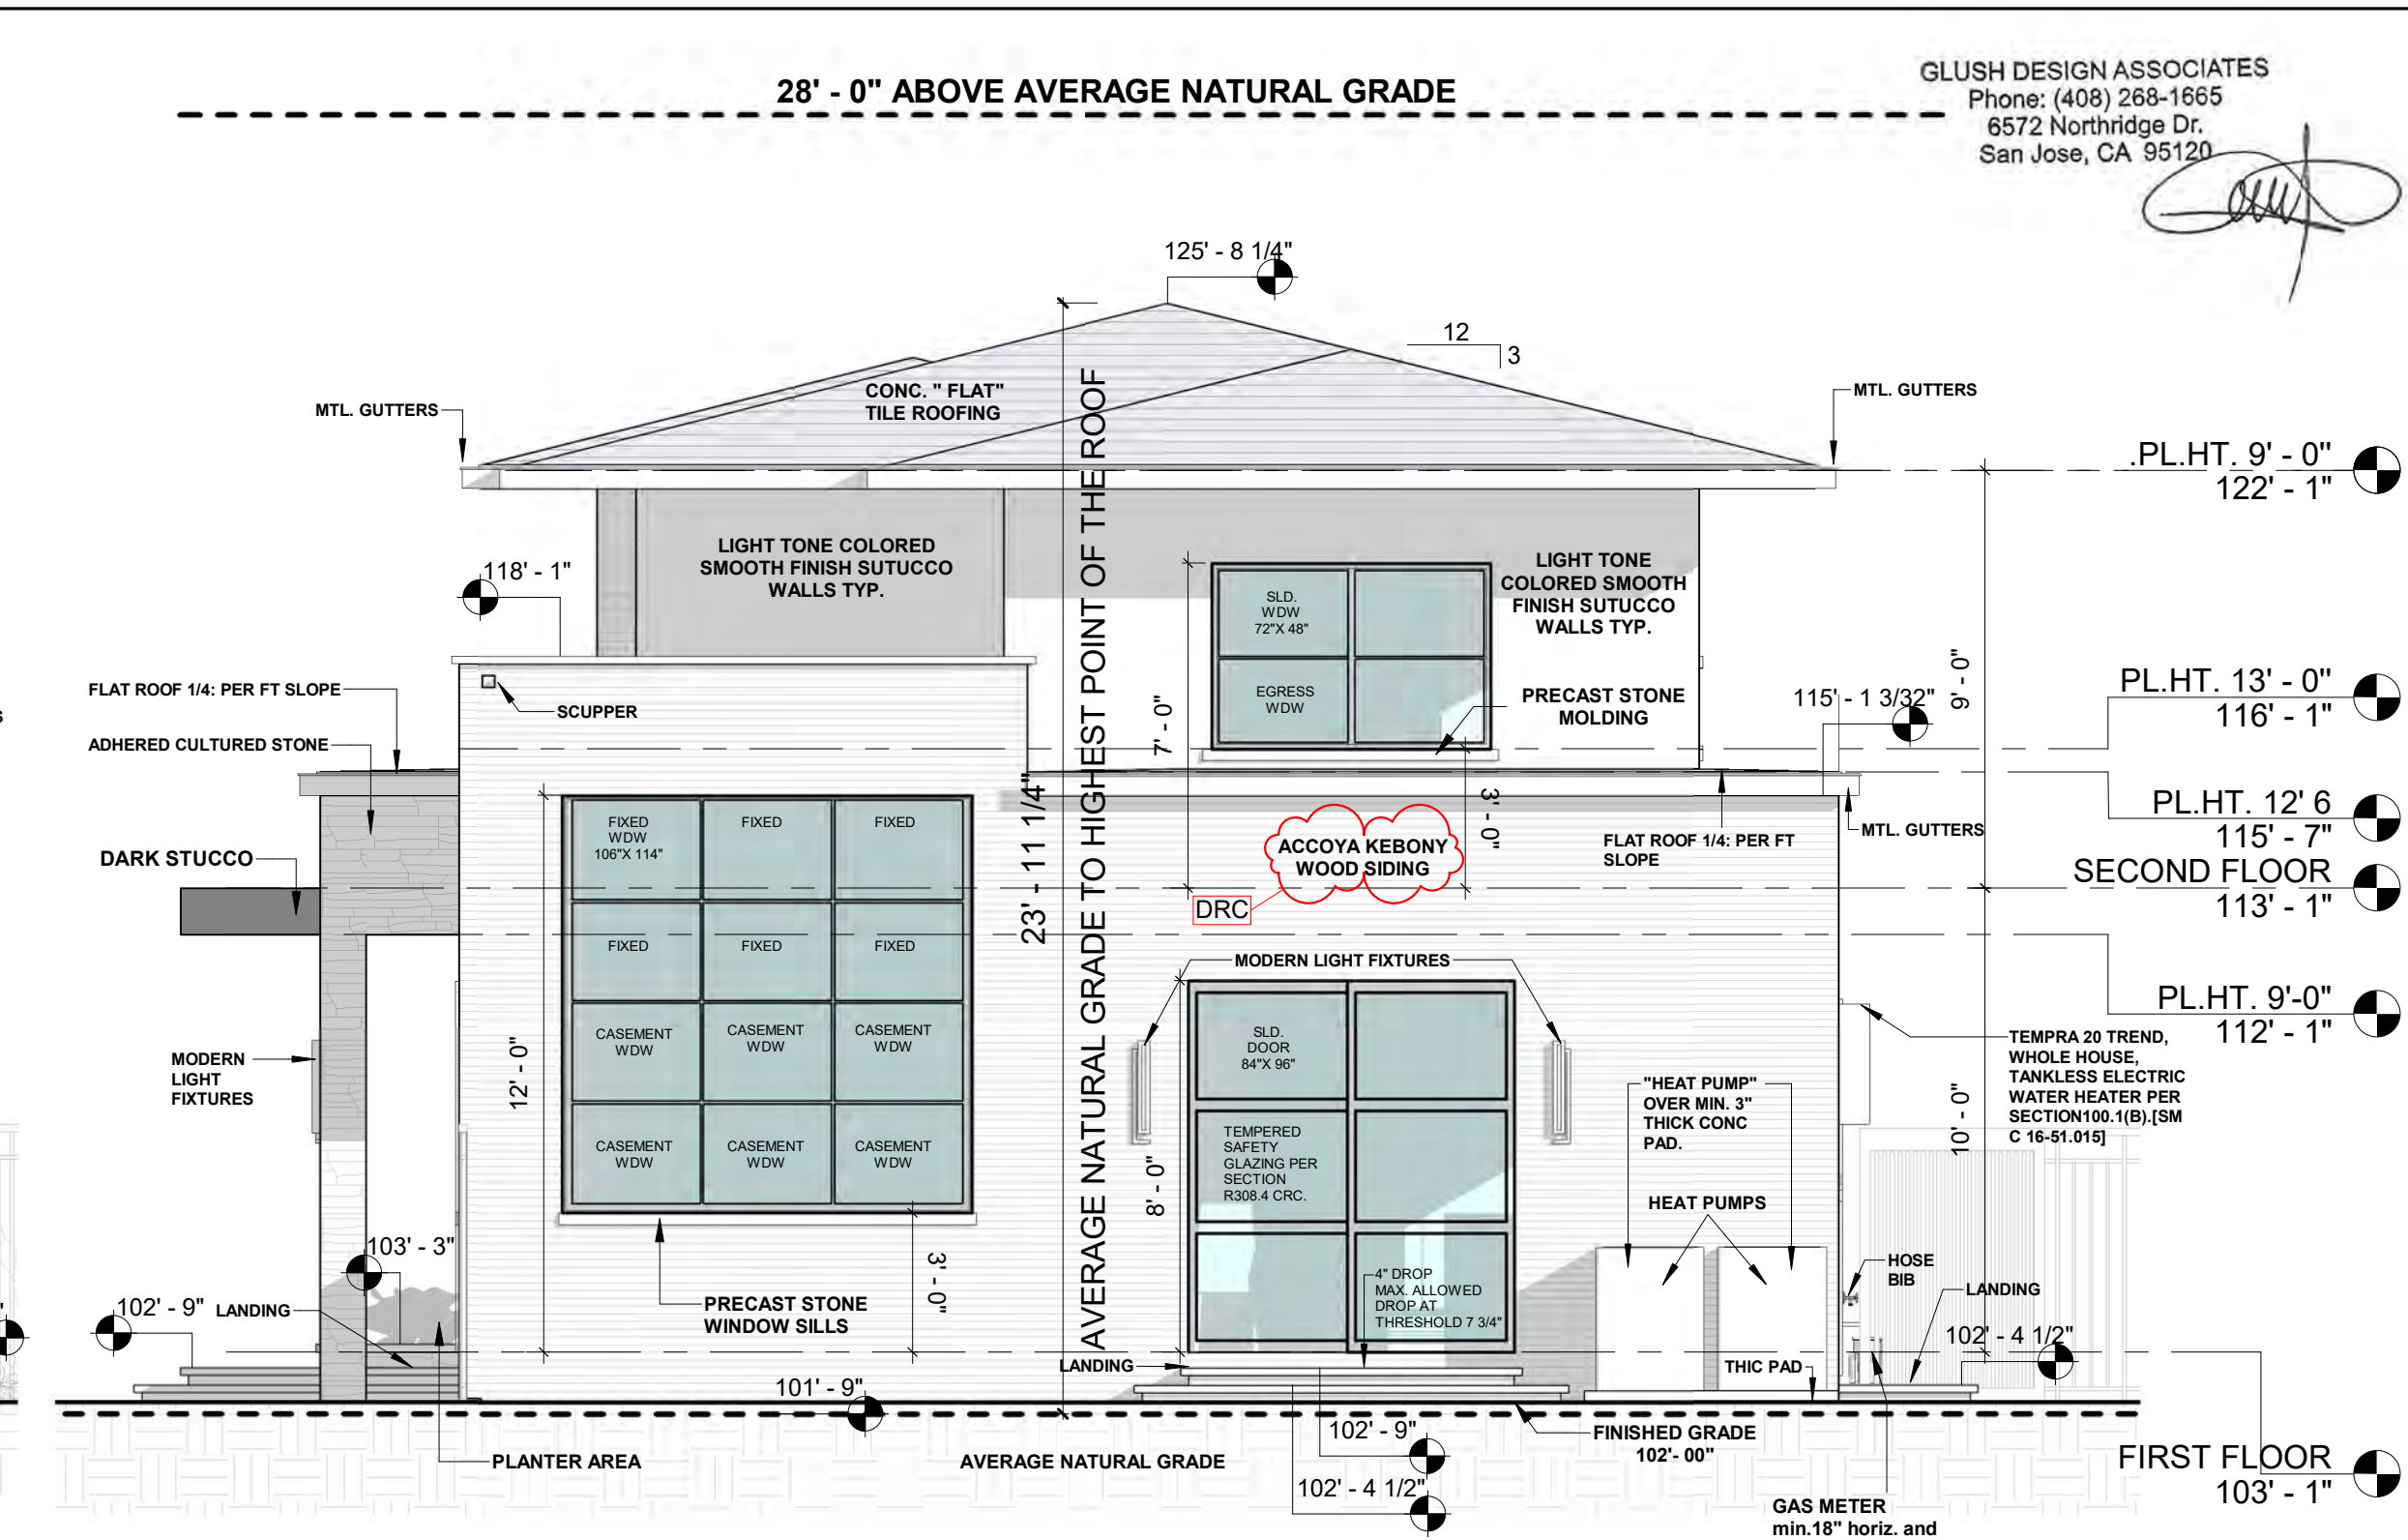 28' - 0" ABOVE AVERAGE NATURAL GRADE
GLUSH DESIGN ASSOCIATES
Phone: (408) 268-1665
6572 Northridge Dr.
San Jose, CA 95120
125' - 8 1/4"
12
3
CONC. " FLAT"
TILE ROOFING
MTL. GUTTERS
MTL. GUTTERS
.PL.HT. 9' - 0"
122' - 1"
LIGHT TONE COLORED
SMOOTH FINISH SUTUCCO
WALLS TYP.
LIGHT TONE
COLORED SMOOTH
FINISH SUTUCCO
WALLS TYP.
118' - 1"
SLD.
WDW
72"X 48"
EGRESS
WDW
FLAT ROOF 1/4: PER FT SLOPE
SCUPPER
PRECAST STONE
MOLDING
115' - 1 3/32"
9' - 0"
PL.HT. 13' - 0"
116' - 1"
ADHERED CULTURED STONE
7' - 0"
3' - 0"
23' - 11 1/4"
AVERAGE NATURAL GRADE TO HIGHEST POINT OF THE ROOF
DARK STUCCO
FIXED
WDW
106"X 114"
FIXED
FIXED
ACCOYA KEBONY
WOOD SIDING
DRC
FLAT ROOF 1/4: PER FT
SLOPE
MTL. GUTTERS
PL.HT. 12' 6
115' - 7"
SECOND FLOOR
113' - 1"
FIXED
FIXED
FIXED
MODERN LIGHT FIXTURES
PL.HT. 9'-0"
112' - 1"
CASEMENT
WDW
CASEMENT
WDW
CASEMENT
WDW
SLD.
DOOR
84"X 96"
TEMPRA 20 TREND,
WHOLE HOUSE,
TANKLESS ELECTRIC
WATER HEATER PER
SECTION100.1(B).[SM
C 16-51.015]
MODERN
LIGHT
FIXTURES
12' - 0"
"HEAT PUMP"
OVER MIN. 3"
THICK CONC
PAD.
10' - 0"
CASEMENT
WDW
CASEMENT
WDW
CASEMENT
WDW
TEMPERED
SAFETY
GLAZING PER
SECTION
R308.4 CRC.
8' - 0"
HEAT PUMPS
103' - 3"
3' - 0"
4" DROP
MAX. ALLOWED
DROP AT
THRESHOLD 7 3/4"
HOSE
BIB
LANDING
102' - 9"
LANDING
PRECAST STONE
WINDOW SILLS
102' - 4 1/2"
LANDING
THIC PAD
101' - 9"
102' - 9"
FINISHED GRADE
102'- 00"
PLANTER AREA
AVERAGE NATURAL GRADE
102' - 4 1/2"
FIRST FLOOR
103' - 1"
GAS METER
min.18" horiz. and